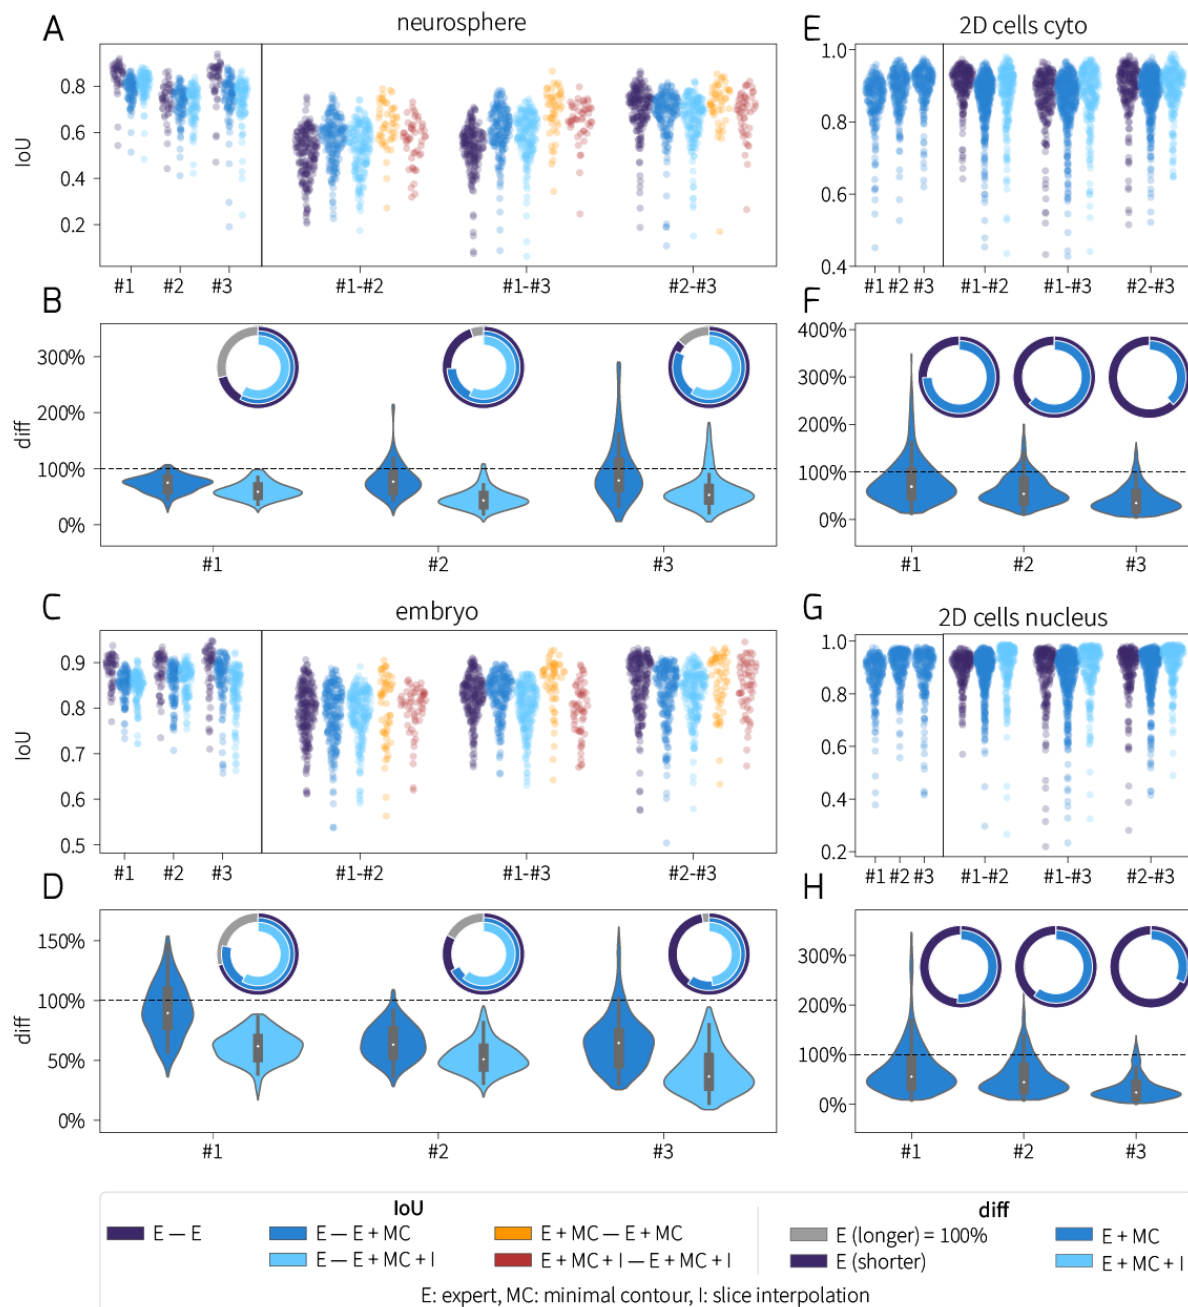 A
neurosphere
IoU
0.8
0.6
0.4
0.2
#1 #2 #3 #1-#2 #1-#3 #2-#3
E
2D cells cyto
1.0
0.8
0.6
0.4
#1 #2 #3 #1-#2 #1-#3 #2-#3
B
diff
300%
200%
100%
0%
#1 #2 #3
F
400%
300%
200%
100%
0%
#1 #2 #3
C
embryo
IoU
0.9
0.8
0.7
0.6
0.5
#1 #2 #3 #1-#2 #1-#3 #2-#3
G
2D cells nucleus
1.0
0.8
0.6
0.4
0.2
#1 #2 #3 #1-#2 #1-#3 #2-#3
D
diff
150%
100%
50%
0%
#1 #2 #3
H
300%
200%
100%
0%
#1 #2 #3
IoU
E — E
E — E + MC
E + MC — E + MC
E — E + MC + I
E + MC + I — E + MC + I
diff
E (longer) = 100%
E + MC
E (shorter)
E + MC + I
E: expert, MC: minimal contour, I: slice interpolation